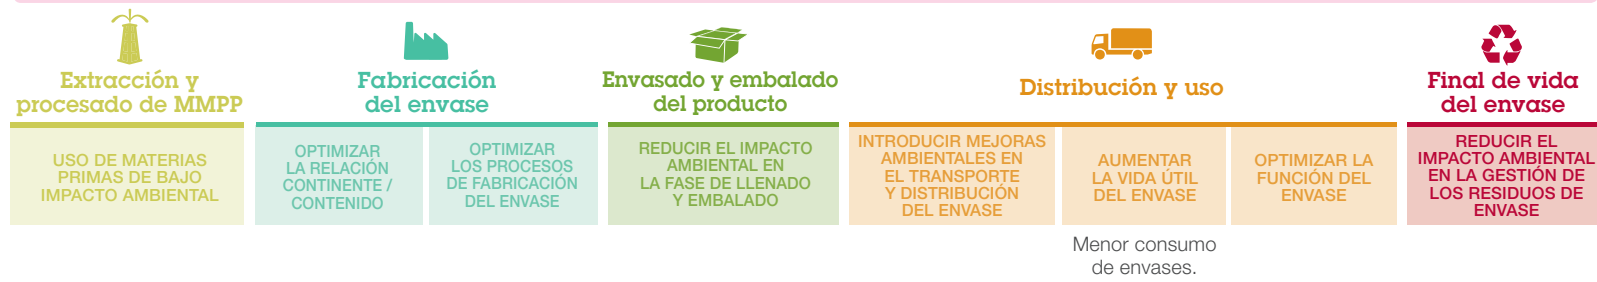 Extracción y
procesado de MMPP
Fabricación
del envase
Envasado y embalado
del producto
Distribución y uso
Final de vida
del envase
USO DE MATERIAS
PRIMAS DE BAJO
IMPACTO AMBIENTAL
OPTIMIZAR
LA RELACIÓN
CONTINENTE /
CONTENIDO
OPTIMIZAR
LOS PROCESOS
DE FABRICACIÓN
DEL ENVASE
REDUCIR EL IMPACTO
AMBIENTAL EN
LA FASE DE LLENADO
Y EMBALADO
INTRODUCIR MEJORAS
AMBIENTALES EN
EL TRANSPORTE
Y DISTRIBUCIÓN
DEL ENVASE
AUMENTAR
LA VIDA ÚTIL
DEL ENVASE
OPTIMIZAR LA
FUNCIÓN DEL
ENVASE
REDUCIR EL
IMPACTO AMBIENTAL
EN LA GESTIÓN DE
LOS RESIDUOS DE
ENVASE
Menor consumo
de envases.